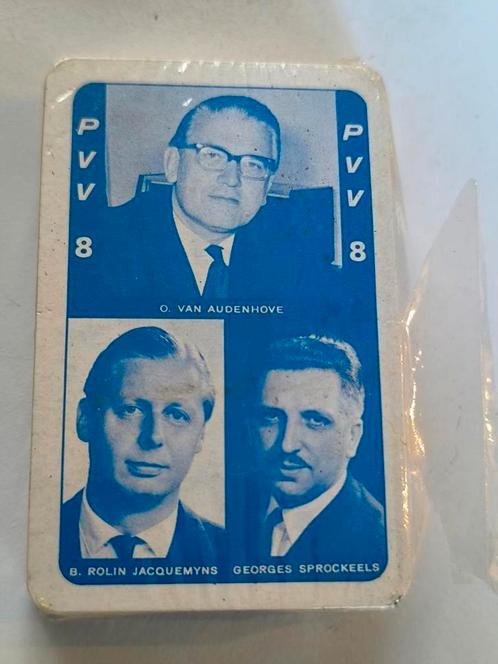 PVV
8
PVV
8
O. VAN AUDENHOVE
B. ROLIN JACQUEMYNS
GEORGES SPROCKEELS